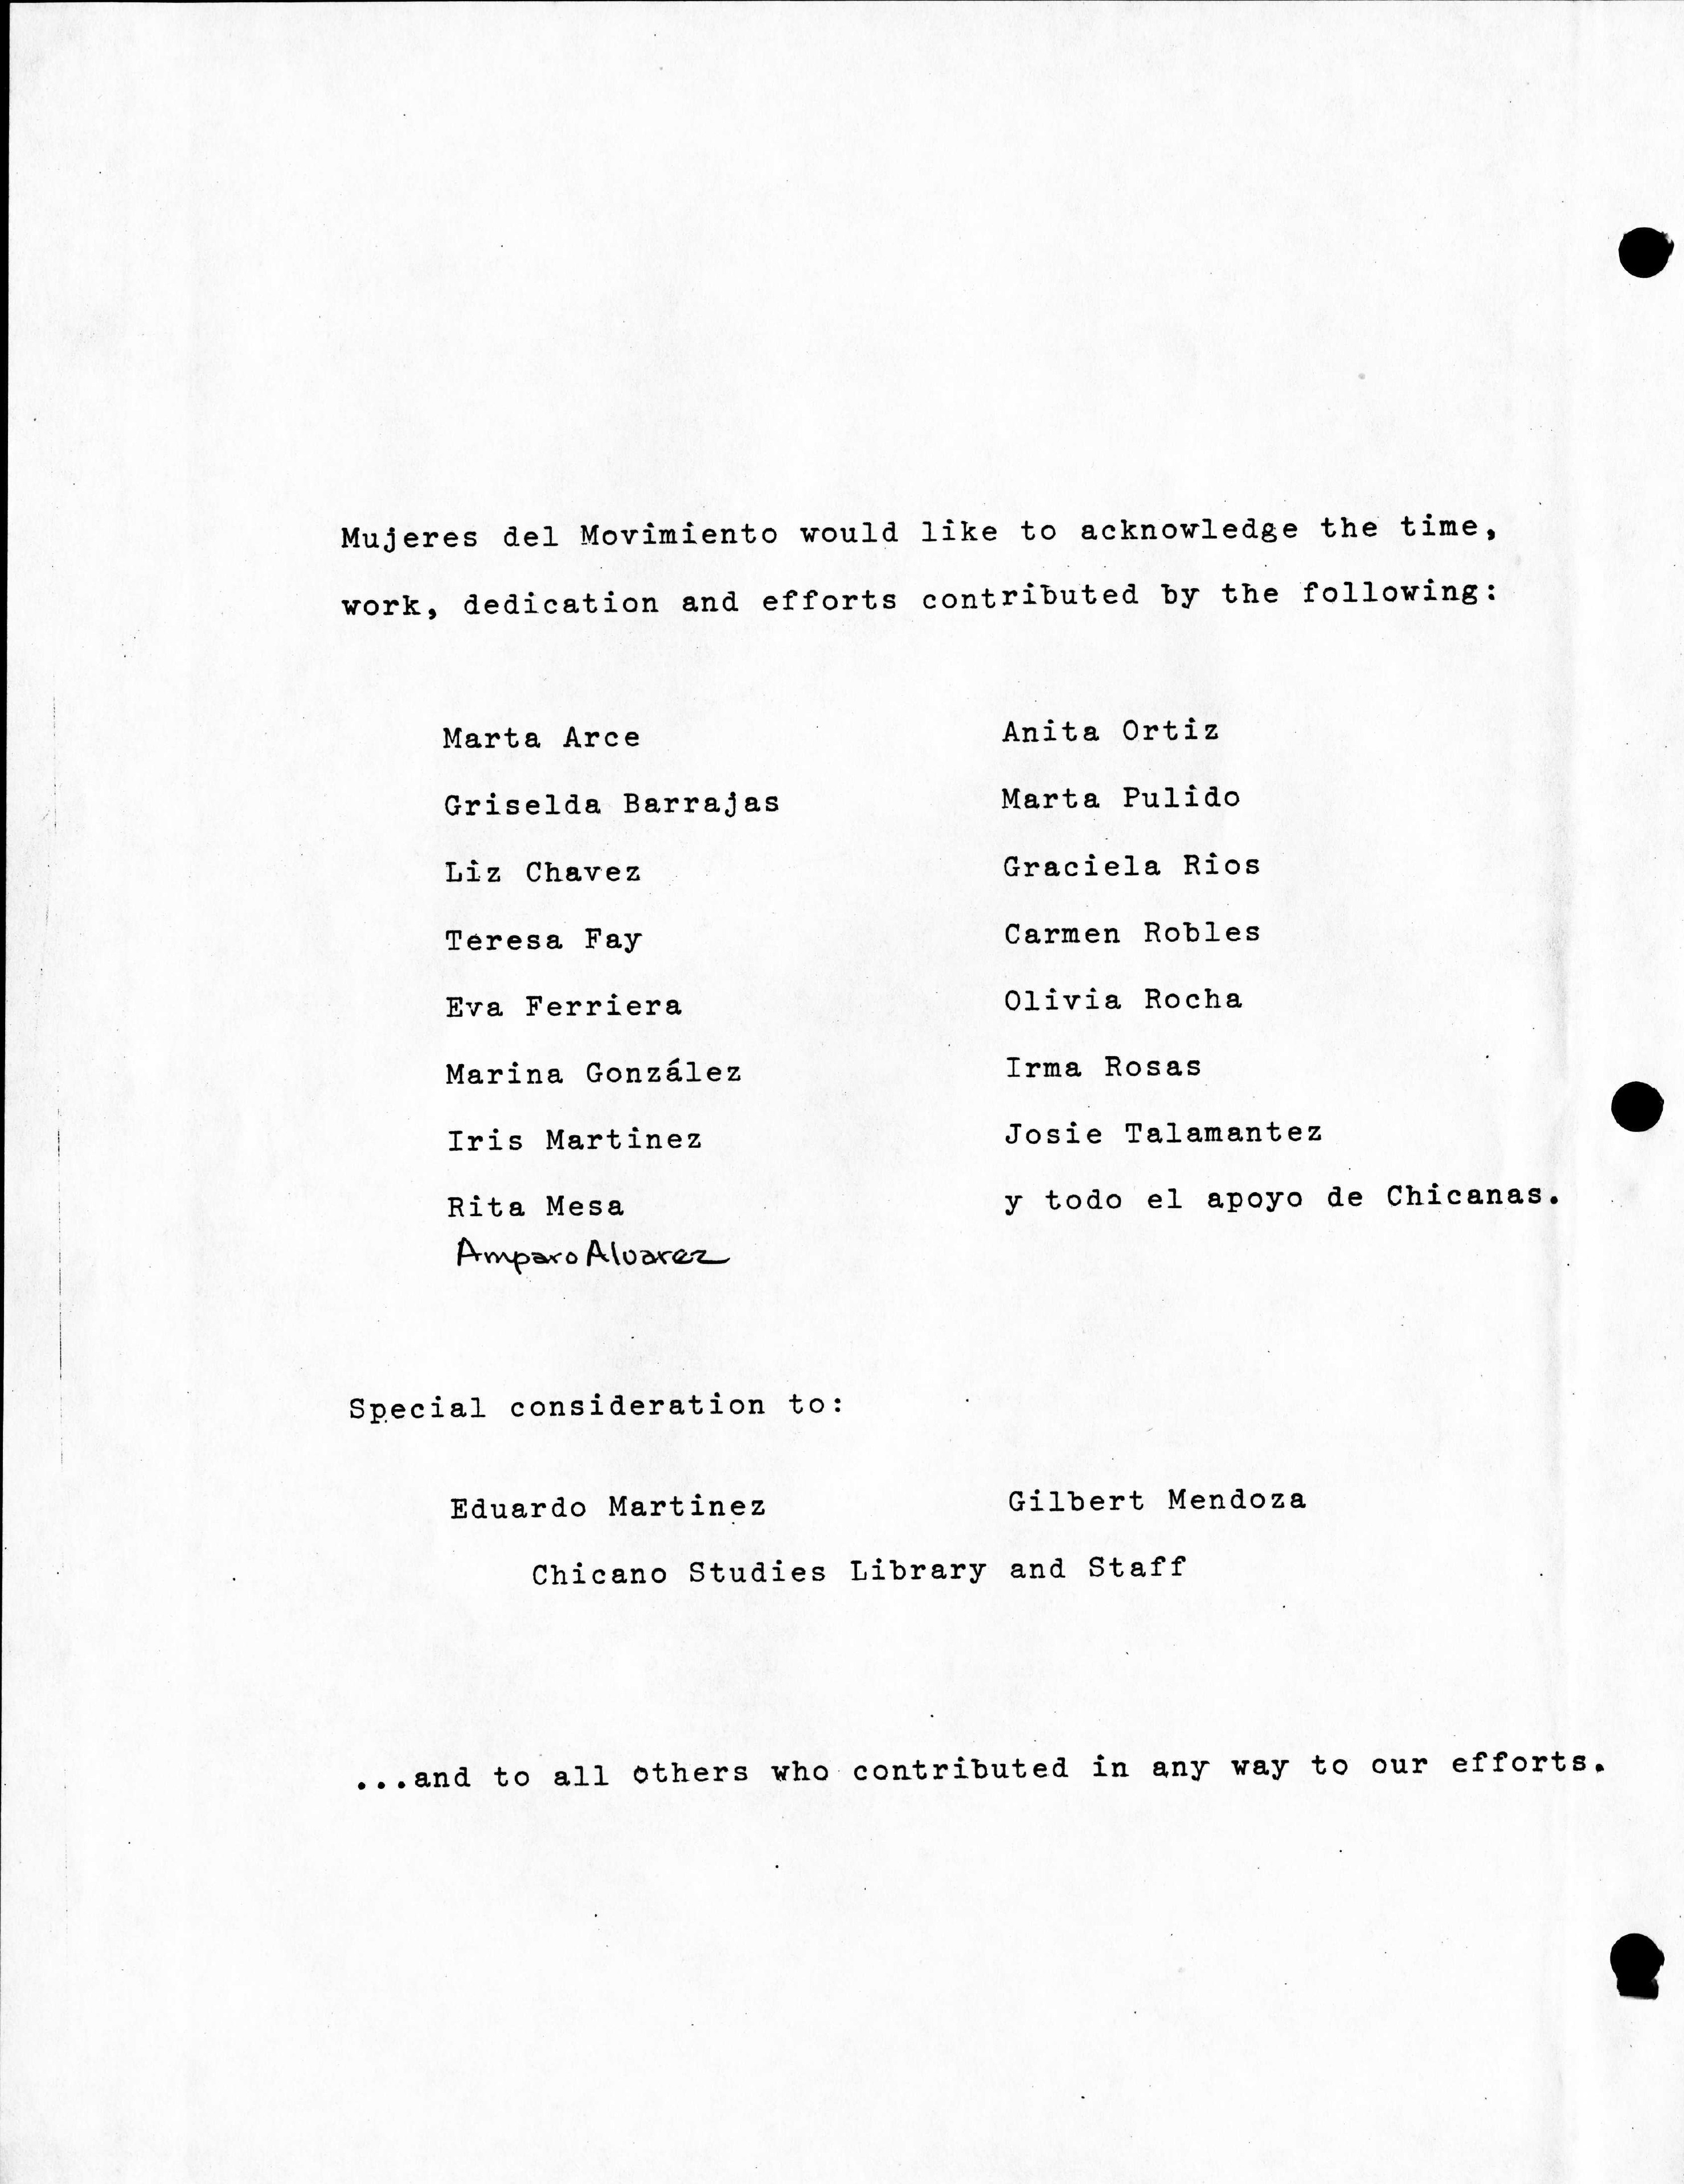 Mujeres del Movimiento would like to acknowledge the time,
work, dedication and efforts contributed by the following:
Marta Arce
Griselda Barrajas
Liz Chavez
Teresa Fay
Eva Ferriera
Marina González
Iris Martinez
Rita Mesa
Amparo Alvarez
Anita Ortiz
Marta Pulido
Graciela Rios
Carmen Robles
Olivia Rocha
Irma Rosas
Josie Talamantez
y todo el apoyo de Chicanas.
Special consideration to:
Eduardo Martinez
Gilbert Mendoza
Chicano Studies Library and Staff
...and to all others who contributed in any way to our efforts.